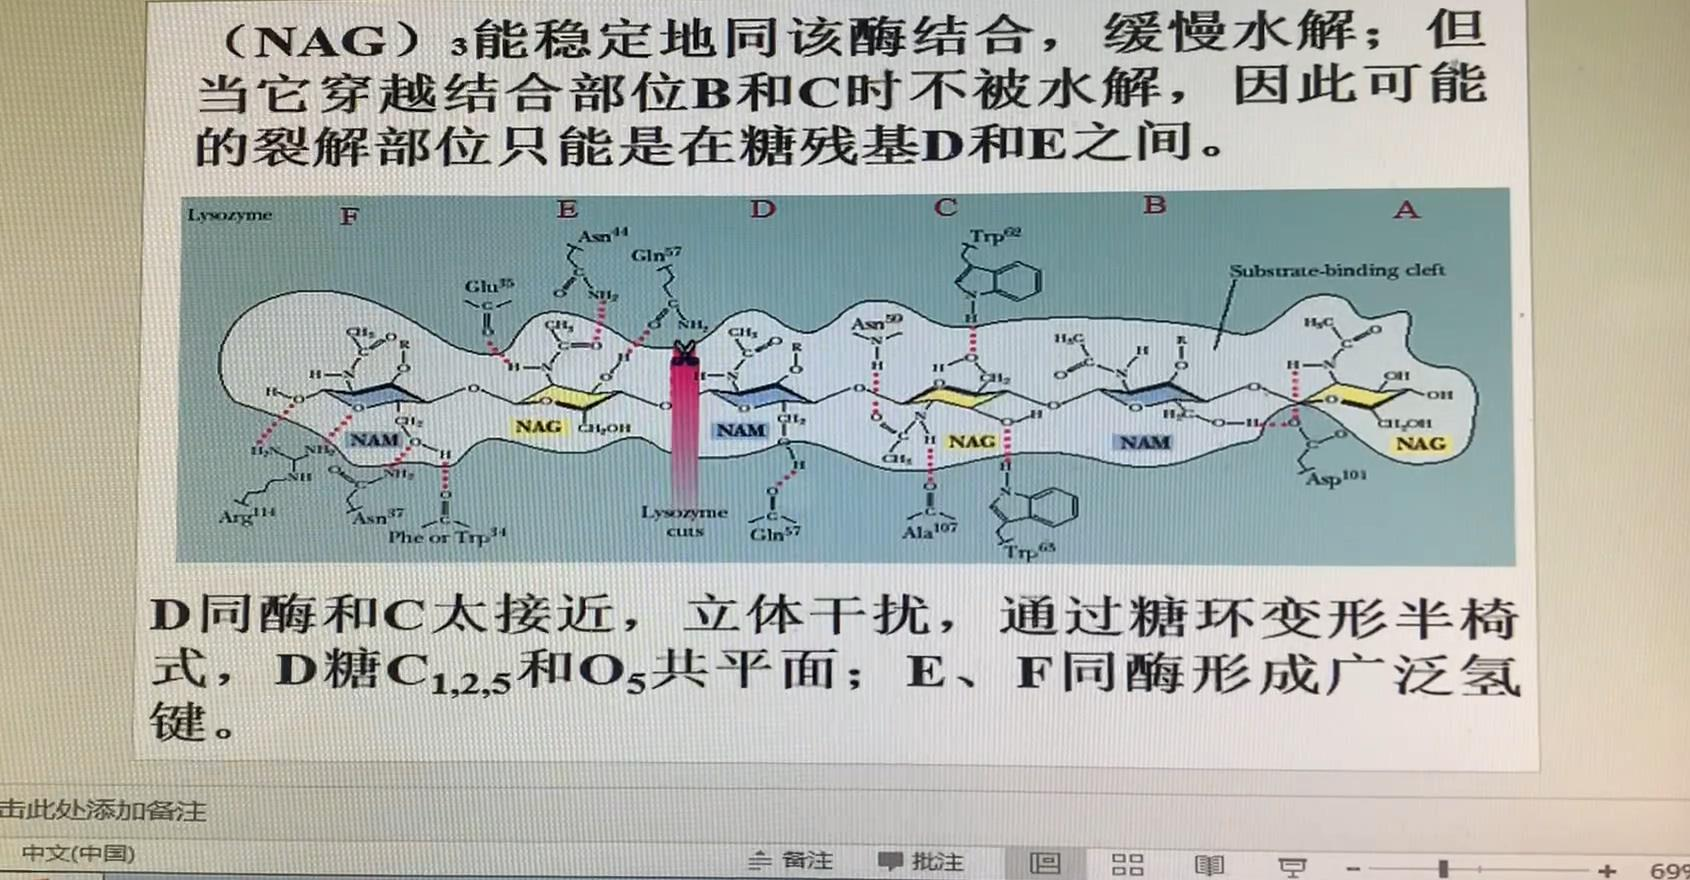 （NAG）₃能稳定地同该酶结合，缓慢水解；但
当它穿越结合部位B和C时不被水解，因此可能
的裂解部位只能是在糖残基D和E之间。
Lysozyme
F
E
D
C
B
A
Asn⁴⁴
Gln⁵⁷
Glu³⁵
Trp⁶²
Substrate-binding cleft
Asn⁵⁹
NAM
NAG
NAM
NAG
NAM
NAG
Arg¹¹⁴
Asn³⁷
Phe or Trp³⁴
Lysozyme
cuts
Gln⁵⁷
Ala¹⁰⁷
Trp⁶³
Asp¹⁰¹
D同酶和C太接近，立体干扰，通过糖环变形半椅
式，D糖C₁,₂,₅和O₅共平面；E、F同酶形成广泛氢
键。
击此处添加备注
中文(中国)
备注
批注